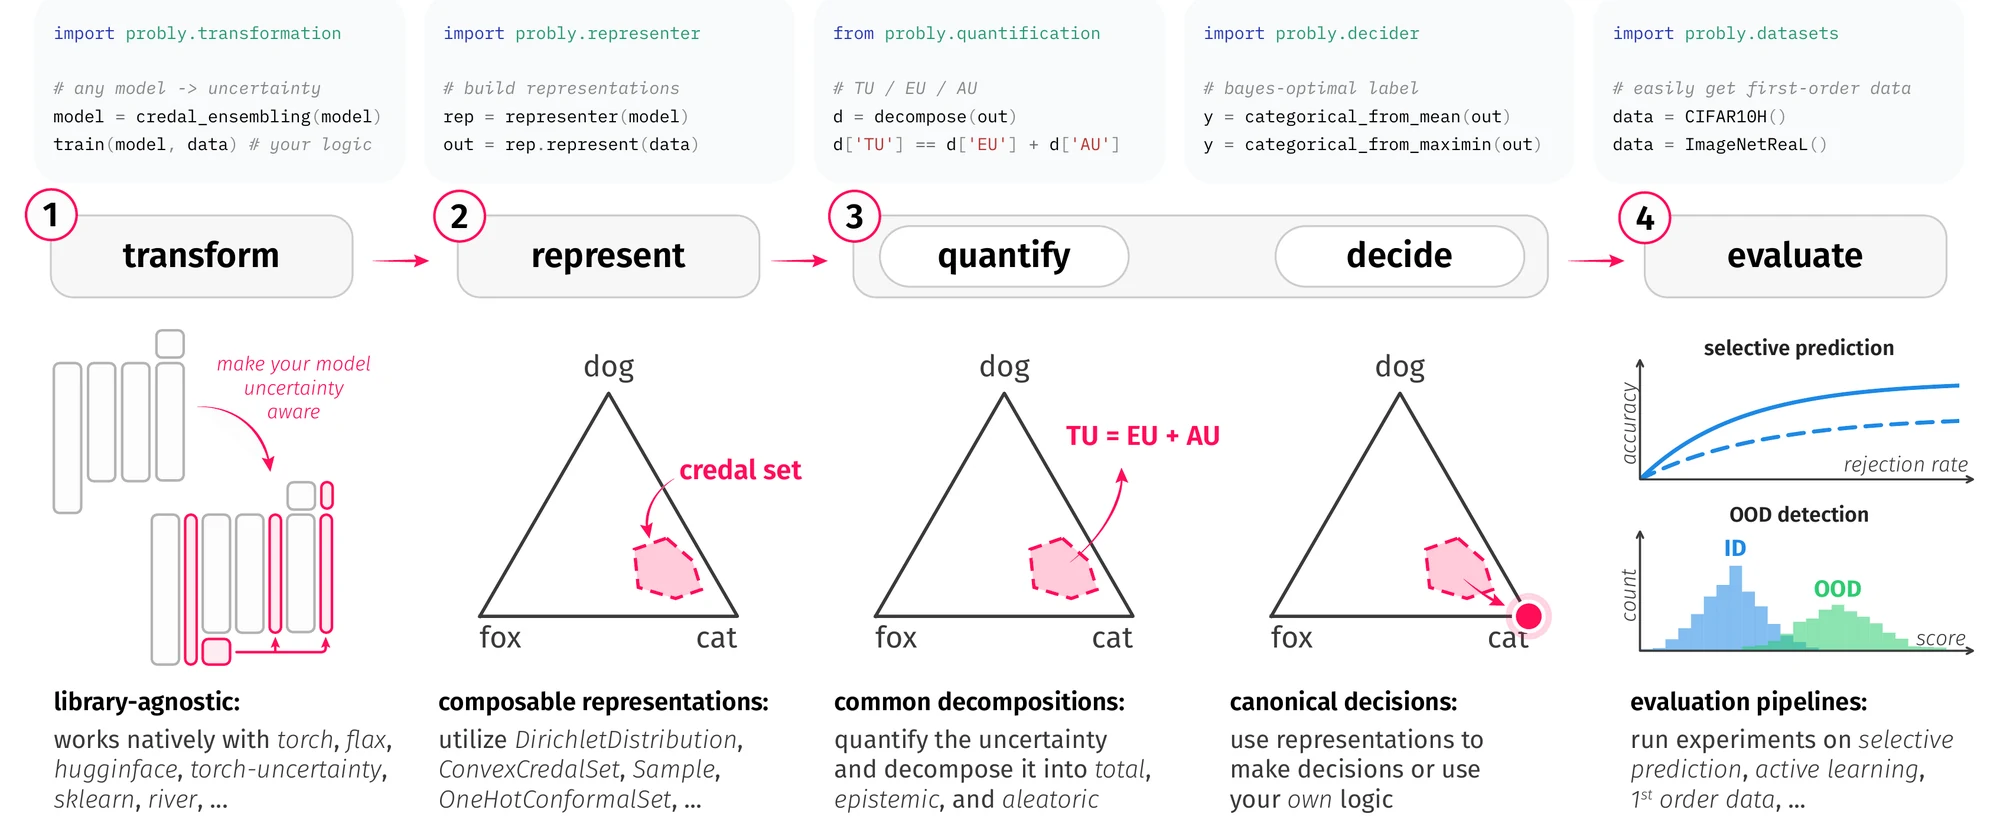 import probly.transformation
# any model -> uncertainty
model = credal_ensembling(model)
train(model, data) # your logic
import probly.representer
# build representations
rep = representer(model)
out = rep.represent(data)
from probly.quantification
# TU / EU / AU
d = decompose(out)
d['TU'] == d['EU'] + d['AU']
import probly.decider
# bayes-optimal label
y = categorical_from_mean(out)
y = categorical_from_maximin(out)
import probly.datasets
# easily get first-order data
data = CIFAR10H()
data = ImageNetReaL()
1
transform
2
represent
3
quantify
decide
4
evaluate
make your model
uncertainty
aware
dog
credal set
fox
cat
dog
TU = EU + AU
fox
cat
dog
fox
cat
selective prediction
accuracy
rejection rate
OOD detection
ID
OOD
count
score
library-agnostic:
works natively with torch, flax,
hugginface, torch-uncertainty,
sklearn, river, ...
composable representations:
utilize DirichletDistribution,
ConvexCredalSet, Sample,
OneHotConformalSet, ...
common decompositions:
quantify the uncertainty
and decompose it into total,
epistemic, and aleatoric
canonical decisions:
use representations to
make decisions or use
your own logic
evaluation pipelines:
run experiments on selective
prediction, active learning,
1st order data, ...